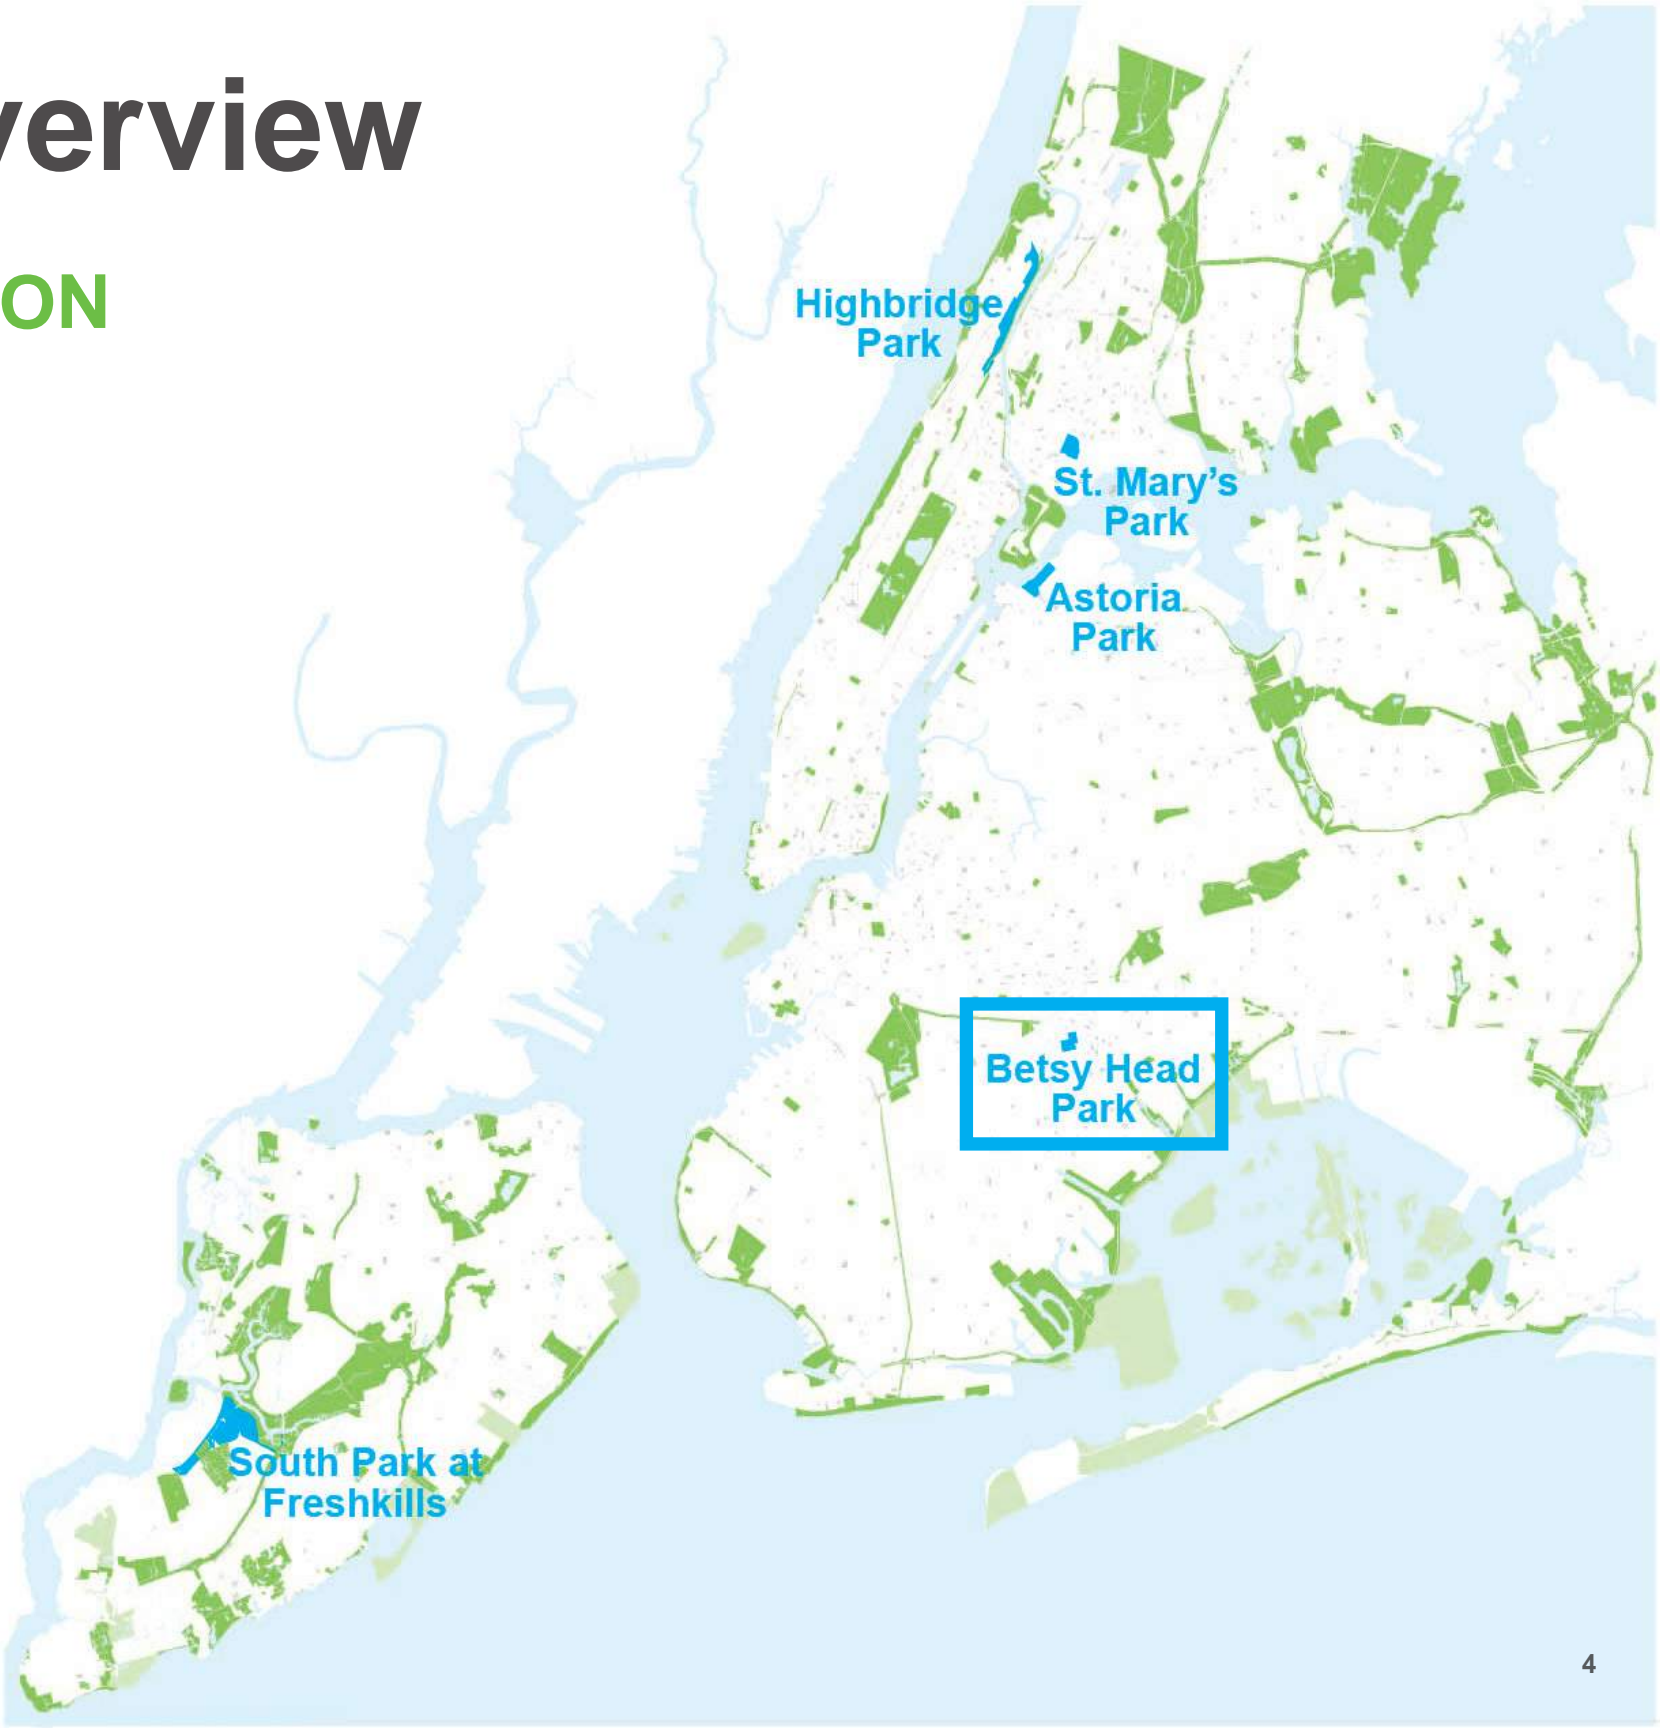 verview
ON
Highbridge
Park
St. Mary’s
Park
Astoria
Park
Betsy Head
Park
South Park at
Freshkills
4